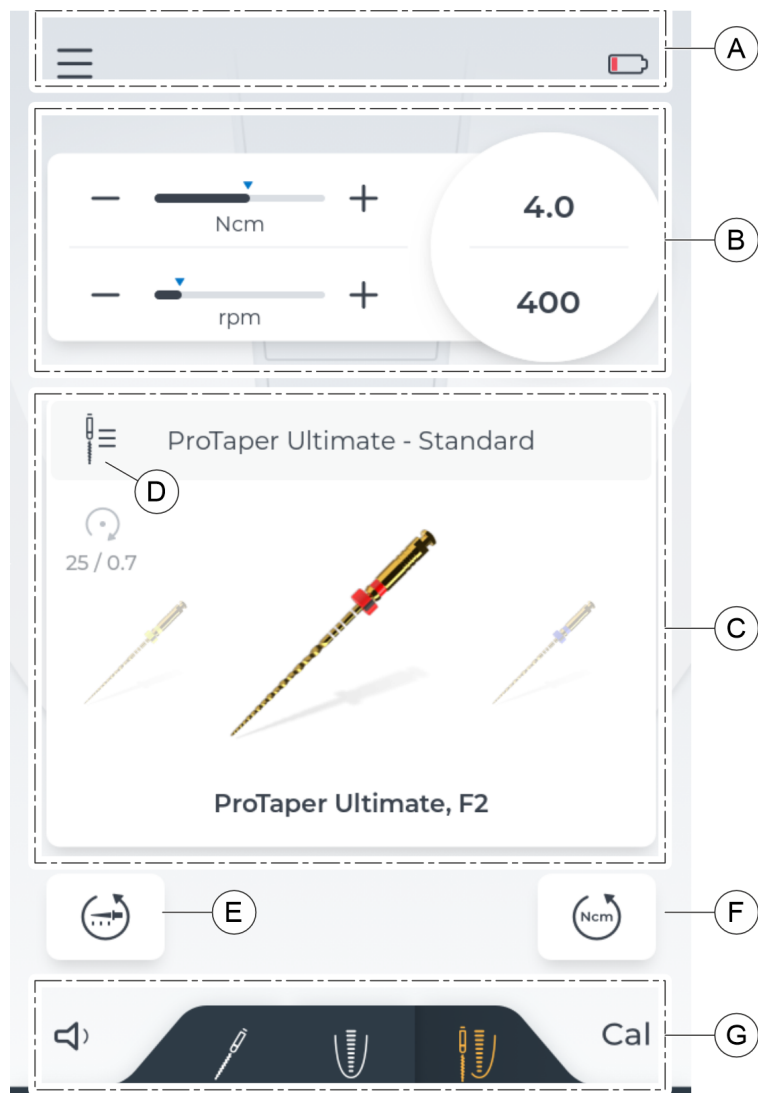 A
4.0
Ncm
B
400
rpm
ProTaper Ultimate - Standard
D
25 / 0.7
C
ProTaper Ultimate, F2
E
Ncm
F
Cal
G